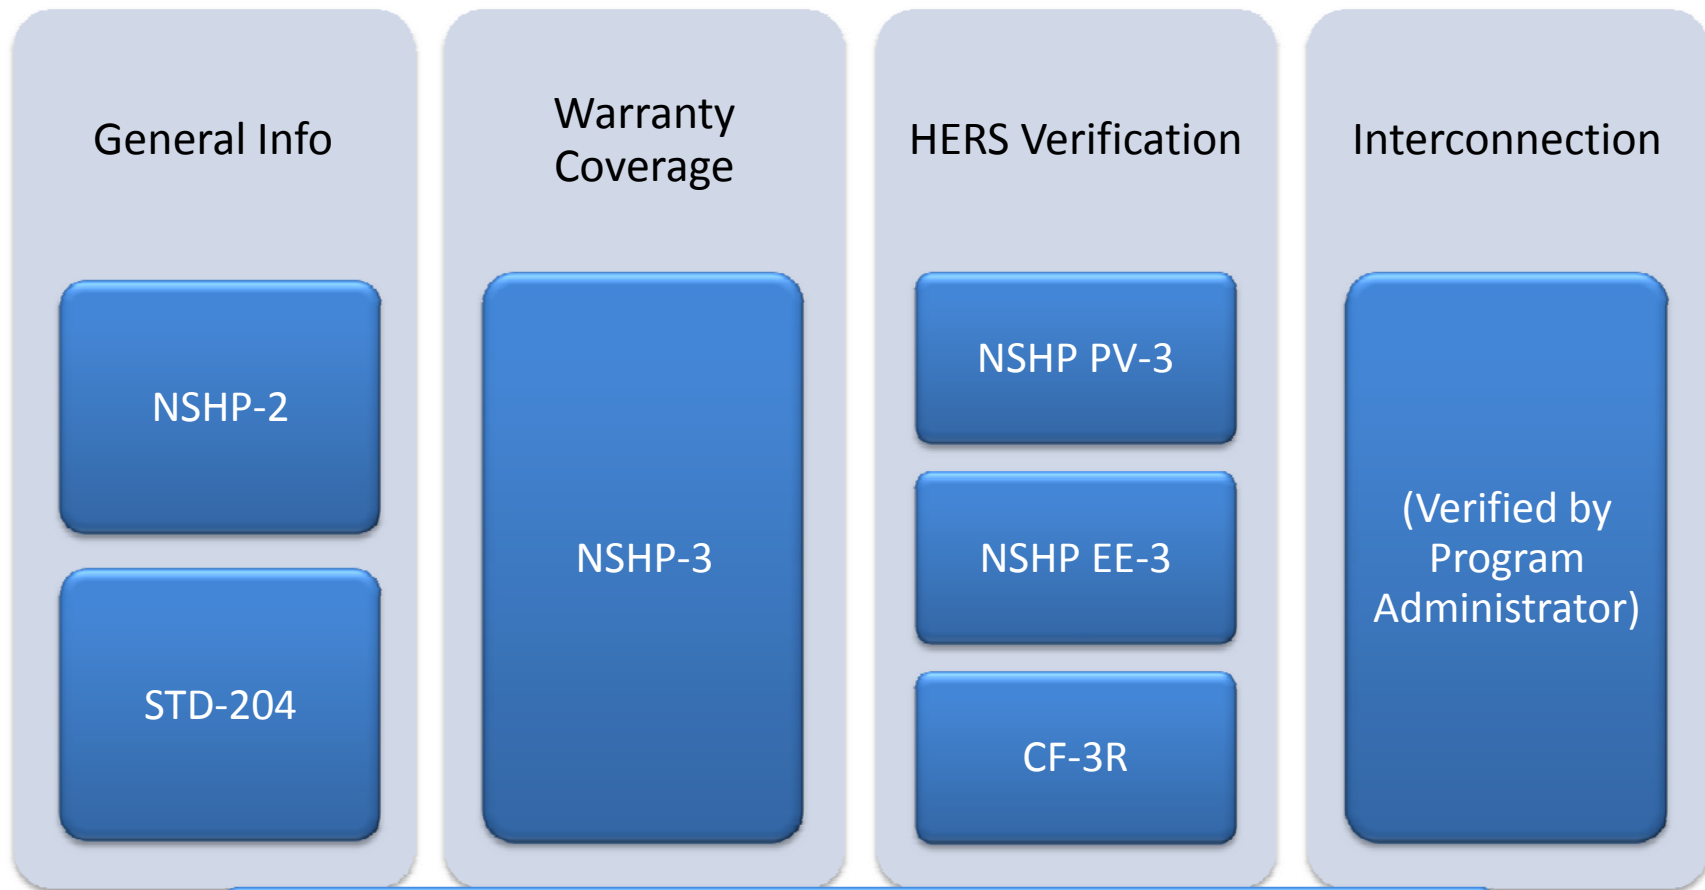 General Info
NSHP-2
STD-204
Warranty
Coverage
NSHP-3
HERS Verification
NSHP PV-3
NSHP EE-3
CF-3R
Interconnection
(Verified by
Program
Administrator)